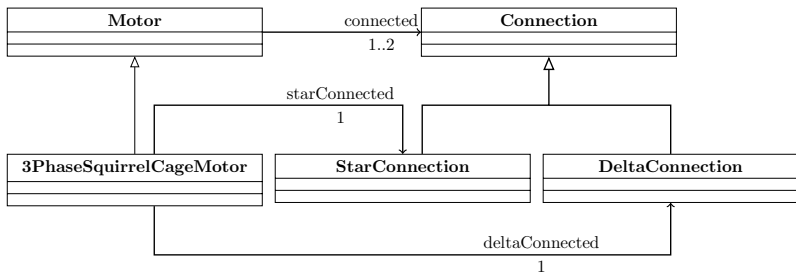 Motor
connected
1..2
Connection
starConnected
1
3PhaseSquirrelCageMotor
StarConnection
DeltaConnection
deltaConnected
1